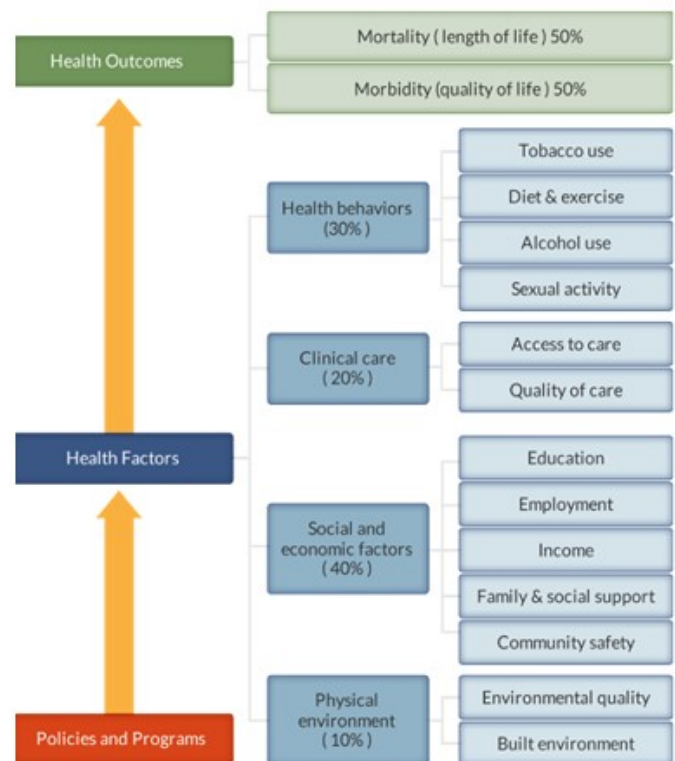 Health Outcomes
Mortality ( length of life ) 50%
Morbidity (quality of life ) 50%
Health Factors
Health behaviors
(30% )
Tobacco use
Diet & exercise
Alcohol use
Sexual activity
Clinical care
( 20% )
Access to care
Quality of care
Social and
economic factors
( 40% )
Education
Employment
Income
Family & social support
Community safety
Physical
environment
( 10% )
Environmental quality
Built environment
Policies and Programs